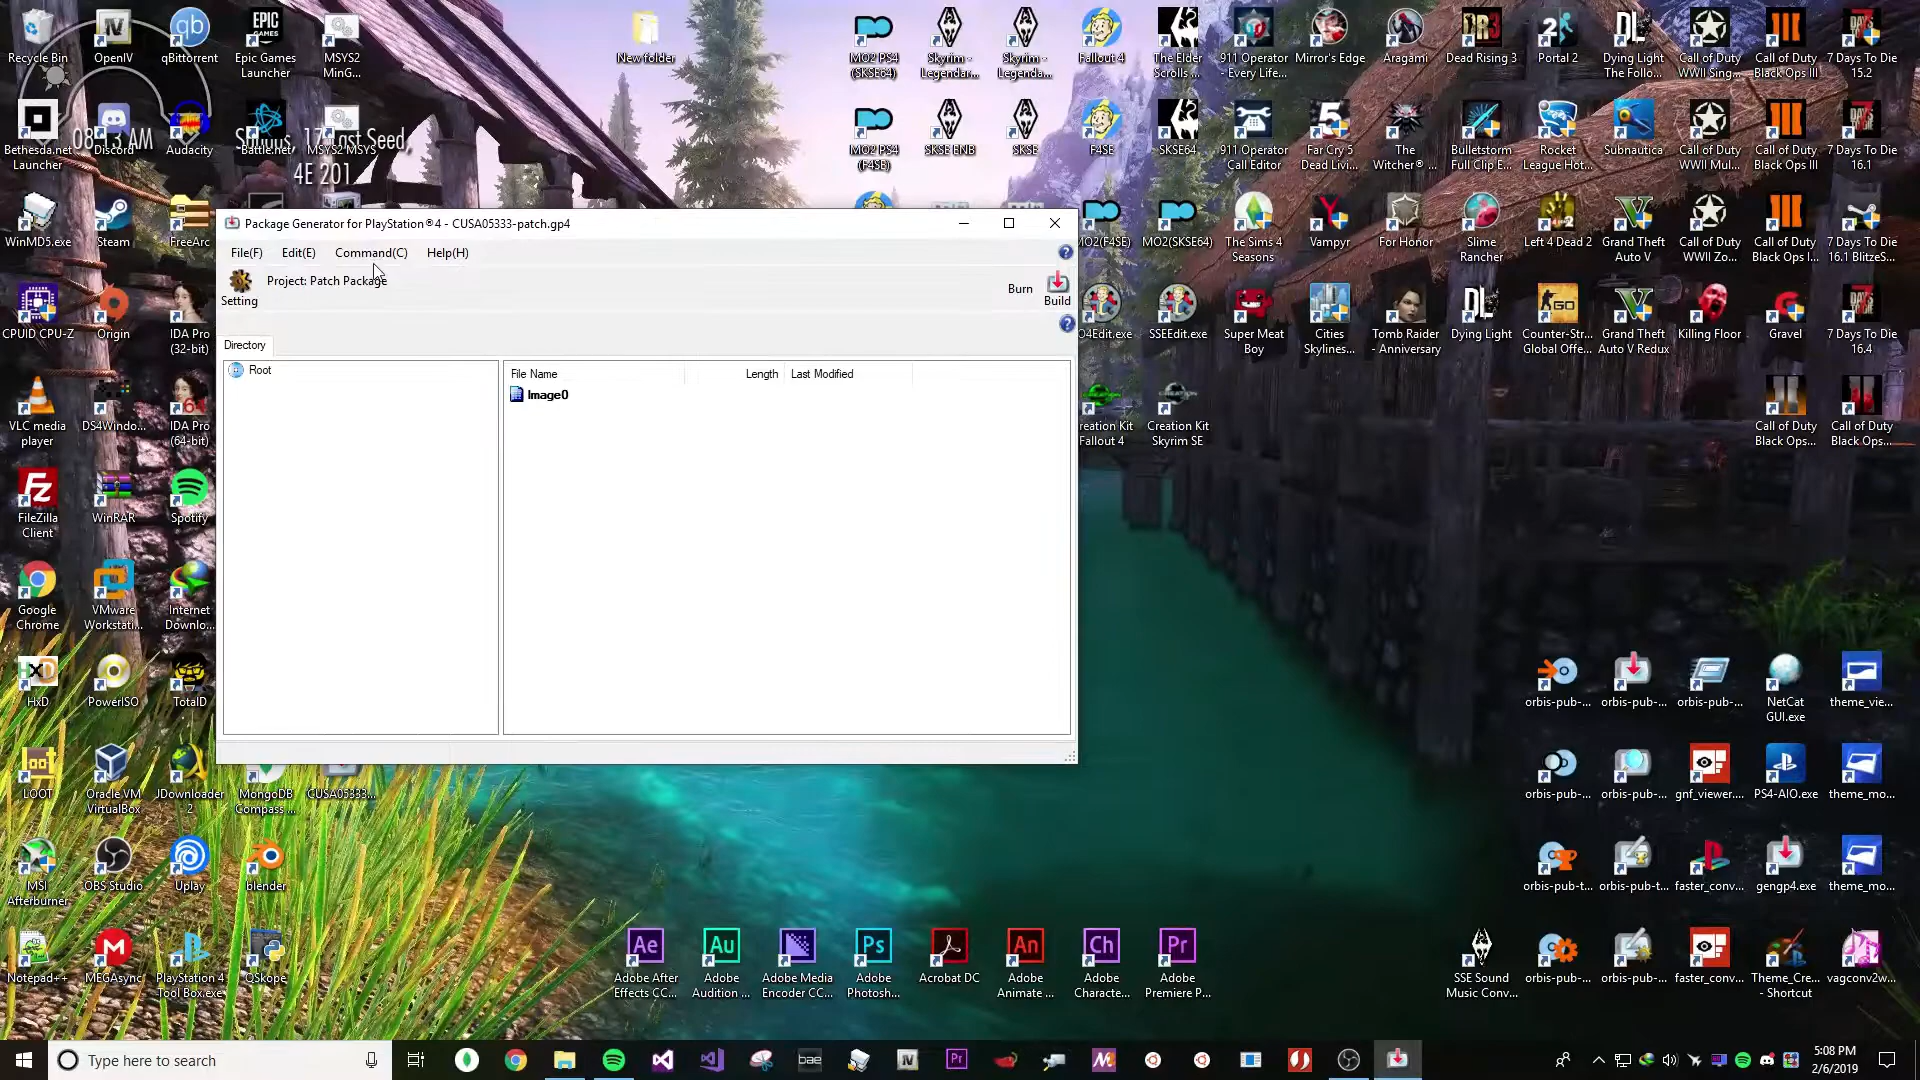 Recycle Bin
OpenIV
qBittorrent
Epic Games
Launcher
MSYS2
MinG...
New folder
MO2 PS4
(SKSE64)
Skyrim -
Legendar...
Skyrim -
Legenda...
Fallout 4
The Elder
Scrolls ...
911 Operator
- Every Life...
Mirror's Edge
Aragami
Dead Rising 3
Portal 2
Dying Light
The Follo...
Call of Duty
WWII Sing...
Call of Duty
Black Ops III
7 Days To Die
15.2
Bethesda.net
Launcher
Discord
Audacity
Battle.net
MSYS2 MSYS
4E 201
MO2 PS4
(F4SE)
SKSE ENB
SKSE
F4SE
SKSE64
911 Operator
Call Editor
Far Cry 5
Dead Livi...
The
Witcher® ...
Bulletstorm
Full Clip E...
Rocket
League Hot...
Subnautica
Call of Duty
WWII Mul...
Call of Duty
Black Ops III
7 Days To Die
16.1
WinMD5.exe
Steam
FreeArc
Package Generator for PlayStation®4 - CUSA05333-patch.gp4
File(F)
Edit(E)
Command(C)
Help(H)
Project: Patch Package
Setting
Burn
Build
Directory
Root
File Name
Length
Last Modified
Image0
MO2(F4SE)
MO2(SKSE64)
The Sims 4
Seasons
Vampyr
For Honor
Slime
Rancher
Left 4 Dead 2
Grand Theft
Auto V
Call of Duty
WWII Zo...
Call of Duty
Black Ops I...
7 Days To Die
16.1 BlitzeS...
CPUID CPU-Z
Origin
IDA Pro
(32-bit)
O4Edit.exe
SSEEdit.exe
Super Meat
Boy
Cities
Skylines...
Tomb Raider
- Anniversary
Dying Light
Counter-Str...
Global Offe...
Grand Theft
Auto V Redux
Killing Floor
Gravel
7 Days To Die
16.4
VLC media
player
DS4Windo...
IDA Pro
(64-bit)
reation Kit
Fallout 4
Creation Kit
Skyrim SE
Call of Duty
Black Ops...
Call of Duty
Black Ops...
FileZilla
Client
WinRAR
Spotify
Google
Chrome
VMware
Workstati...
Internet
Downlo...
HxD
PowerISO
TotalD
orbis-pub-...
orbis-pub-...
orbis-pub-...
NetCat
GUI.exe
theme_vie...
LOOT
Oracle VM
VirtualBox
JDownloader
2
MongoDB
Compass ...
CUSA05333...
orbis-pub-...
orbis-pub-...
gnf_viewer....
PS4-AIO.exe
theme_mo...
MSI
Afterburner
OBS Studio
Uplay
blender
orbis-pub-t...
orbis-pub-t...
faster_conv...
gengp4.exe
theme_mo...
Notepad++
MEGAsync
PlayStation 4
Tool Box.exe
QSkope
Adobe After
Effects CC...
Adobe
Audition ...
Adobe Media
Encoder CC...
Adobe
Photosh...
Acrobat DC
Adobe
Animate ...
Adobe
Characte...
Adobe
Premiere P...
SSE Sound
Music Conv...
orbis-pub-...
orbis-pub-...
faster_conv...
Theme_Cre...
- Shortcut
vagconv2w...
Type here to search
5:08 PM
2/6/2019